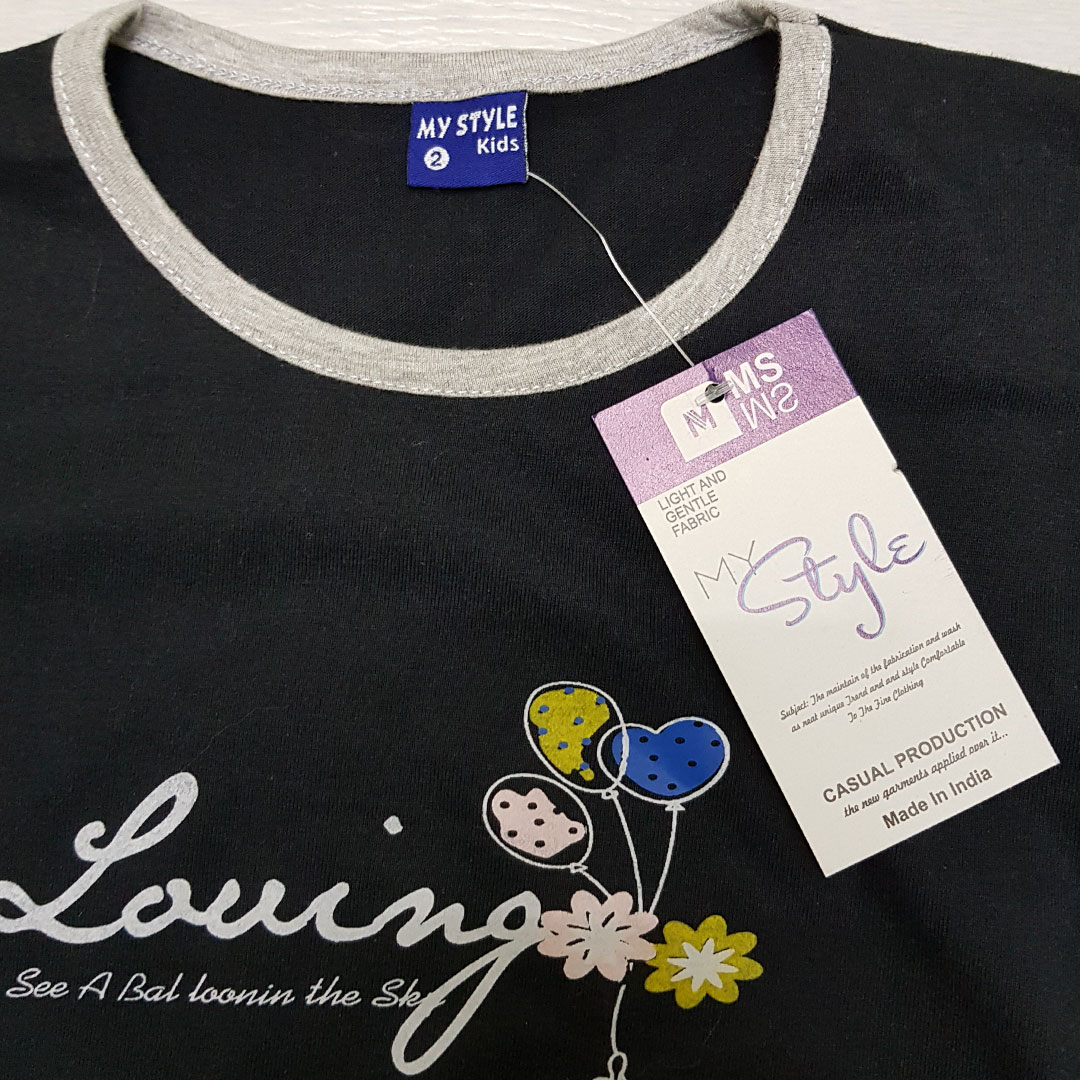 MY STYLE
Kids
2
M MS
MS
LIGHT AND
GENTLE
FABRIC
MY Style
Subject: The maintain of the fabrication and wash
as neat unique Trend and and style Comfortable
To The Fine Clothing
CASUAL PRODUCTION
the new garments applied over it...
Made In India
Louing
See A Bal loonin the Sky